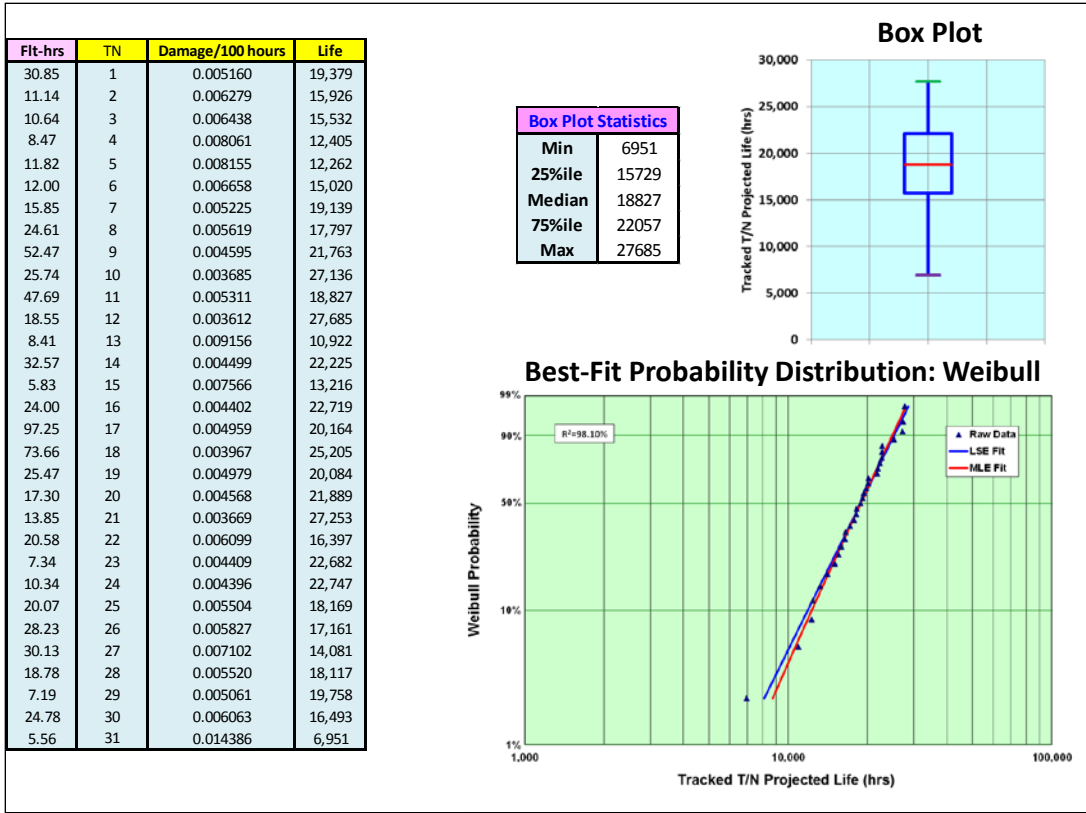 Flt-hrs TN Damage/100 hours Life
30.85 1 0.005160 19,379
11.14 2 0.006279 15,926
10.64 3 0.006438 15,532
8.47 4 0.008061 12,405
11.82 5 0.008155 12,262
12.00 6 0.006658 15,020
15.85 7 0.005225 19,139
24.61 8 0.005619 17,797
52.47 9 0.004595 21,763
25.74 10 0.003685 27,136
47.69 11 0.005311 18,827
18.55 12 0.003612 27,685
8.41 13 0.009156 10,922
32.57 14 0.004499 22,225
5.83 15 0.007566 13,216
24.00 16 0.004402 22,719
97.25 17 0.004959 20,164
73.66 18 0.003967 25,205
25.47 19 0.004979 20,084
17.30 20 0.004568 21,889
13.85 21 0.003669 27,253
20.58 22 0.006099 16,397
7.34 23 0.004409 22,682
10.34 24 0.004396 22,747
20.07 25 0.005504 18,169
28.23 26 0.005827 17,161
30.13 27 0.007102 14,081
18.78 28 0.005520 18,117
7.19 29 0.005061 19,758
24.78 30 0.006063 16,493
5.56 31 0.014386 6,951
Box Plot Statistics
Min 6951
25%ile 15729
Median 18827
75%ile 22057
Max 27685
Box Plot
Tracked T/N Projected Life (hrs)
30,000
25,000
20,000
15,000
10,000
5,000
0
Best-Fit Probability Distribution: Weibull
Weibull Probability
99%
90%
50%
10%
1%
R²=98.10%
Raw Data
LSE Fit
MLE Fit
1,000 10,000 100,000
Tracked T/N Projected Life (hrs)